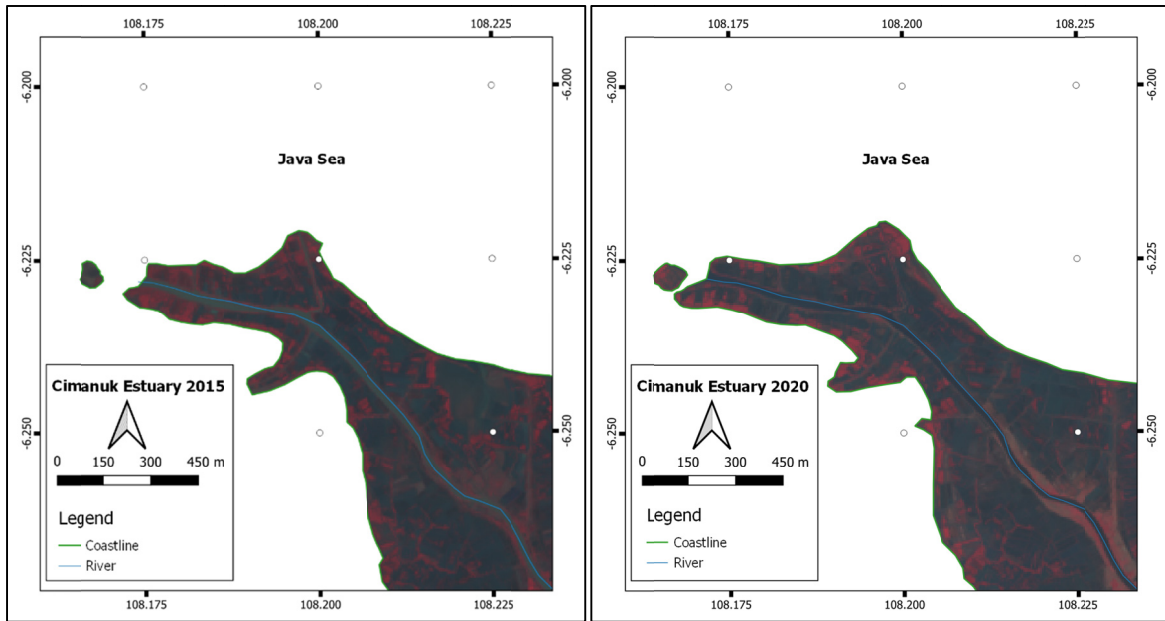 108.175 108.200 108.225
-6.200 -6.200
Java Sea
-6.225 -6.225
Cimanuk Estuary 2015
0 150 300 450 m
-6.250 -6.250
Legend
Coastline
River
108.175 108.200 108.225
108.175 108.200 108.225
-6.200 -6.200
Java Sea
-6.225 -6.225
Cimanuk Estuary 2020
0 150 300 450 m
-6.250 -6.250
Legend
Coastline
River
108.175 108.200 108.225